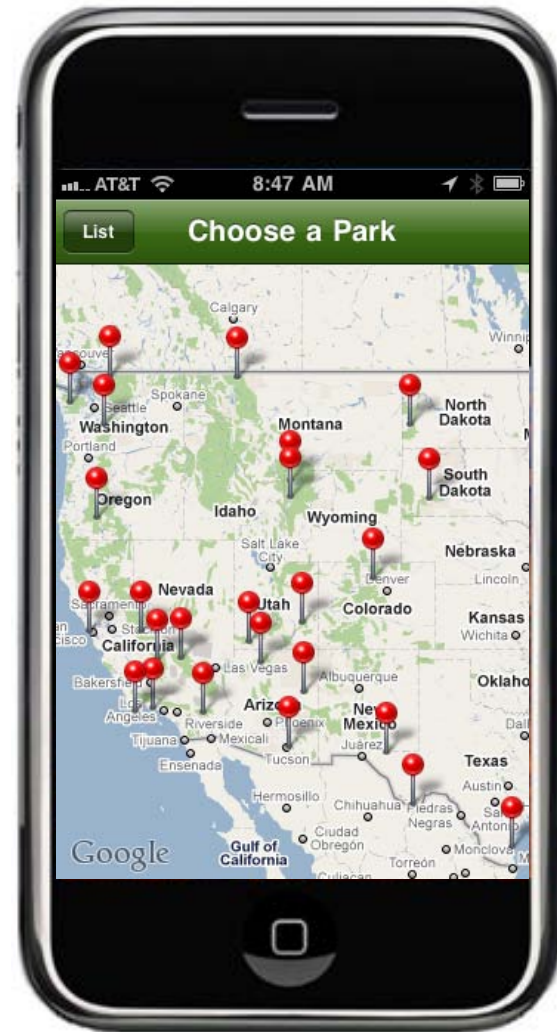 AT&T 8:47 AM
List Choose a Park
Calgary
Seattle
Spokane
Washington
Montana
North
Dakota
Portland
Oregon
South
Dakota
Idaho
Wyoming
Salt Lake
City
Nebraska
Nevada
Utah
Denver
Lincoln
Sacramento
Colorado
Kansas
California
Wichita
Las Vegas
Bakersfield
Albuquerque
Los
Angeles
Arizona
New
Mexico
Riverside
Phoenix
Tijuana
Mexicali
Tucson
Juárez
Texas
Ensenada
Austin
Hermosillo
Chihuahua
Piedras
Negras
San
Antonio
Google
Gulf of
California
Ciudad
Obregón
Monclova
Torreón